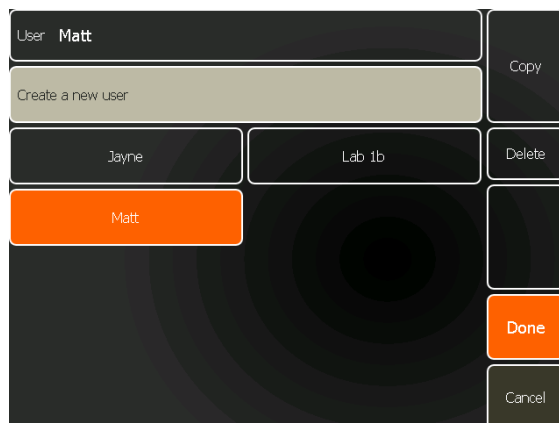 User Matt
Copy
Create a new user
Jayne
Lab 1b
Delete
Matt
Done
Cancel